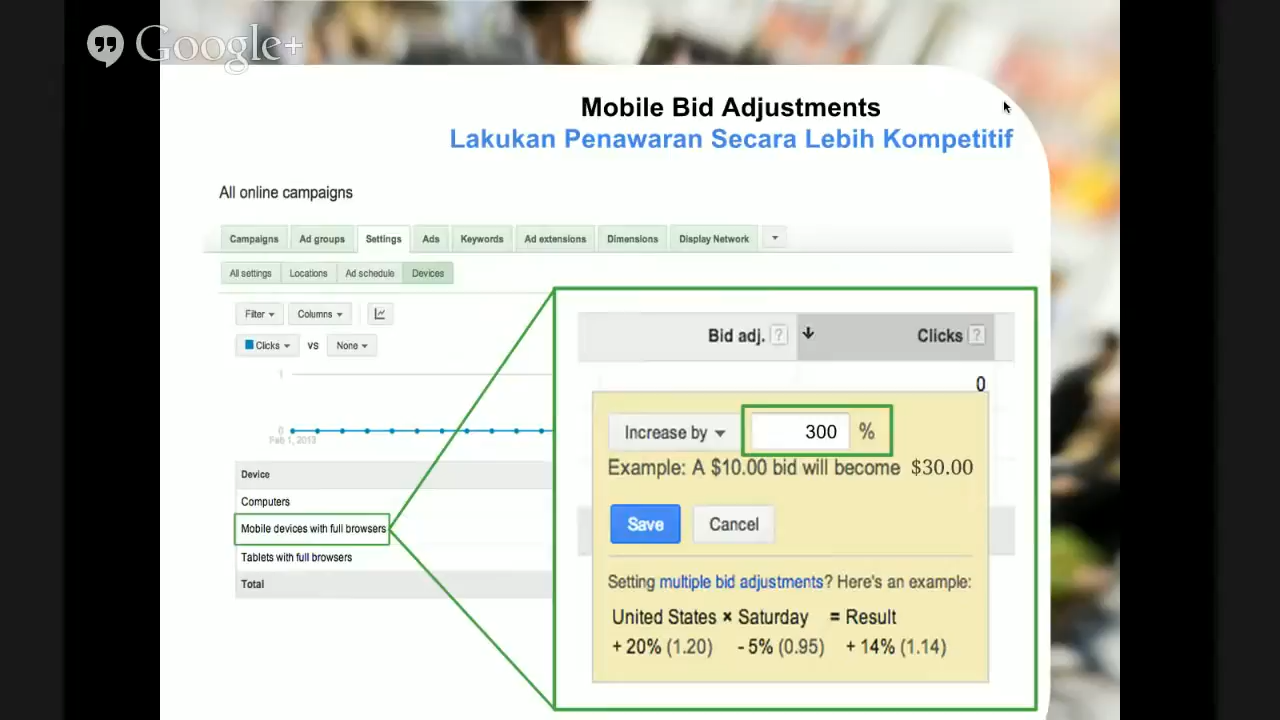 Google+
Mobile Bid Adjustments
Lakukan Penawaran Secara Lebih Kompetitif
All online campaigns
Campaigns Ad groups Settings Ads Keywords Ad extensions Dimensions Display Network
All settings Locations Ad schedule Devices
Filter Columns
Clicks VS None
1
Feb 1, 2013
Device
Computers
Mobile devices with full browsers
Tablets with full browsers
Total
Bid adj. ? Clicks ?
0
Increase by 300 %
Example: A $10.00 bid will become $30.00
Save Cancel
Setting multiple bid adjustments? Here's an example:
United States × Saturday = Result
+ 20% (1.20) - 5% (0.95) + 14% (1.14)